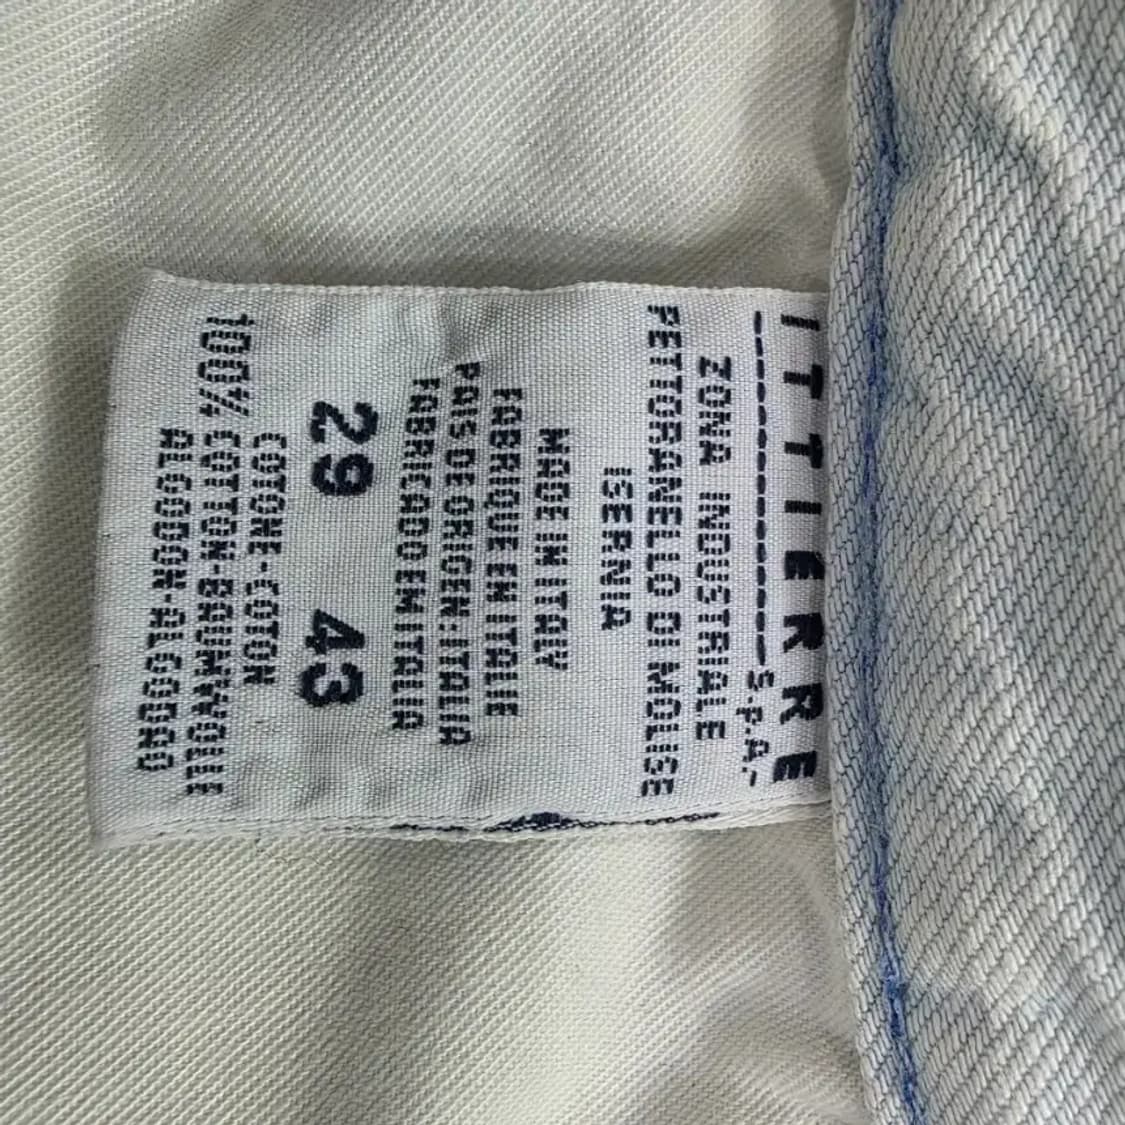 ITTIERRE
S.p.A.-
ZONA INDUSTRIALE
PETTORANELLO DI MOLISE
ISERNIA
MADE IN ITALY
FABRIQUE EN ITALIE
PAIS DE ORIGEN:ITALIA
FABRICADO EM ITALIA
29 43
COTONE-COTON
100% COTTON-BAUMWOLLE
ALGODON-ALGODAO